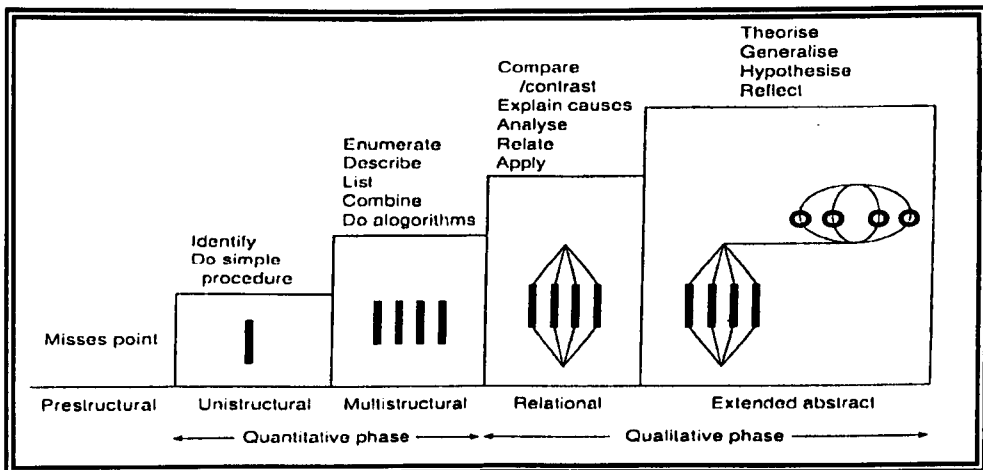 Misses point
Identify
Do simple
procedure
Enumerate
Describe
List
Combine
Do alogorithms
Compare
/contrast
Explain causes
Analyse
Relate
Apply
Theorise
Generalise
Hypothesise
Reflect
Prestructural
Unistructural
Multistructural
Relational
Extended abstract
Quantitative phase
Qualitative phase